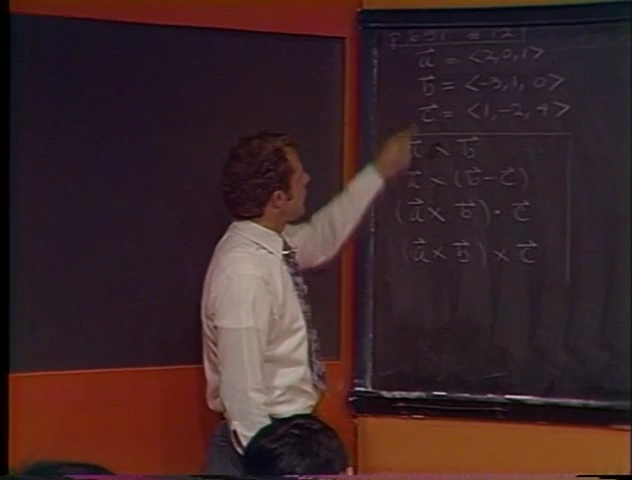 a⃗ = <2, 0, 1>
b⃗ = <-3, 1, 0>
c⃗ = <1, -2, 4>
a⃗ × b⃗
a⃗ × (b⃗ - c⃗)
(a⃗ × b⃗) · c⃗
(a⃗ × b⃗) × c⃗